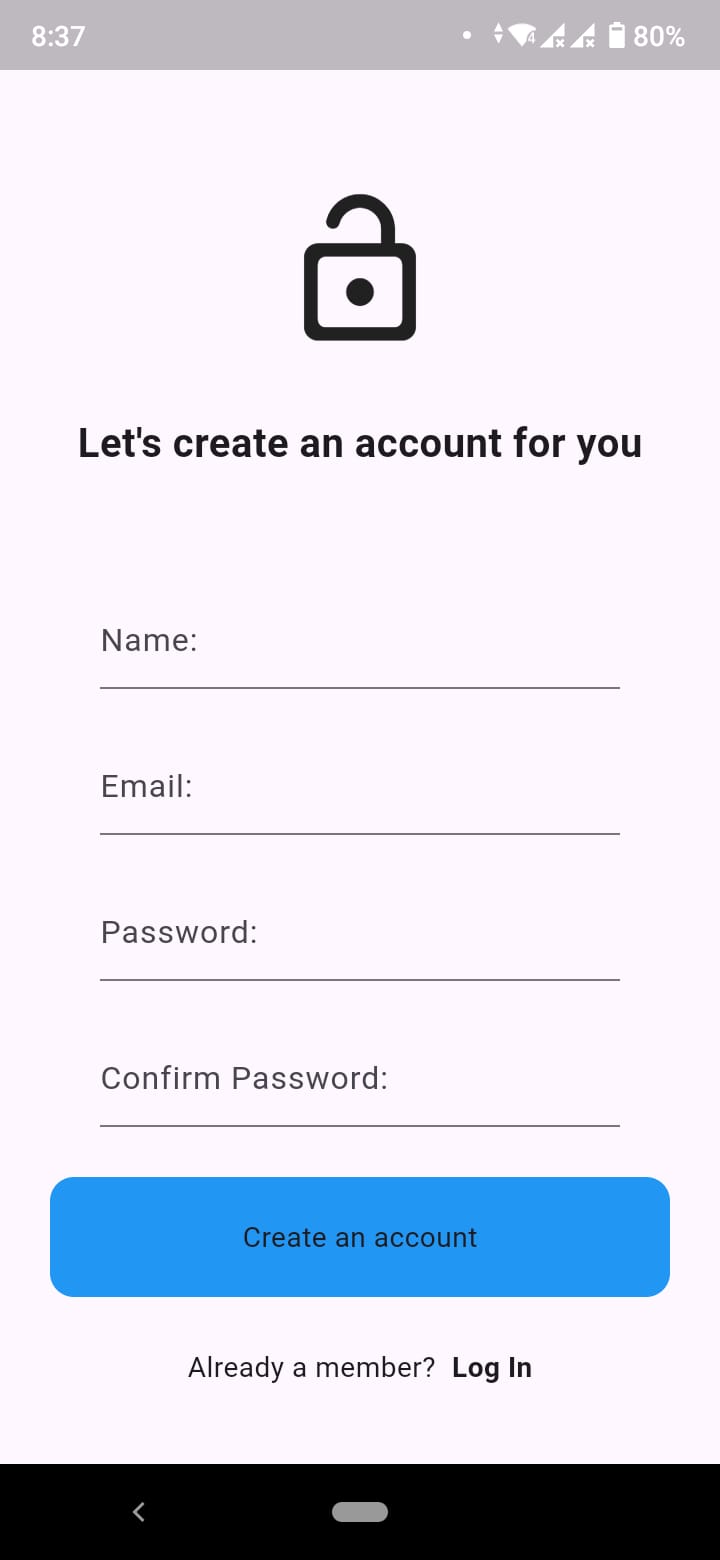 8:37 4 80%
Let's create an account for you
Name:
Email:
Password:
Confirm Password:
Create an account
Already a member? Log In